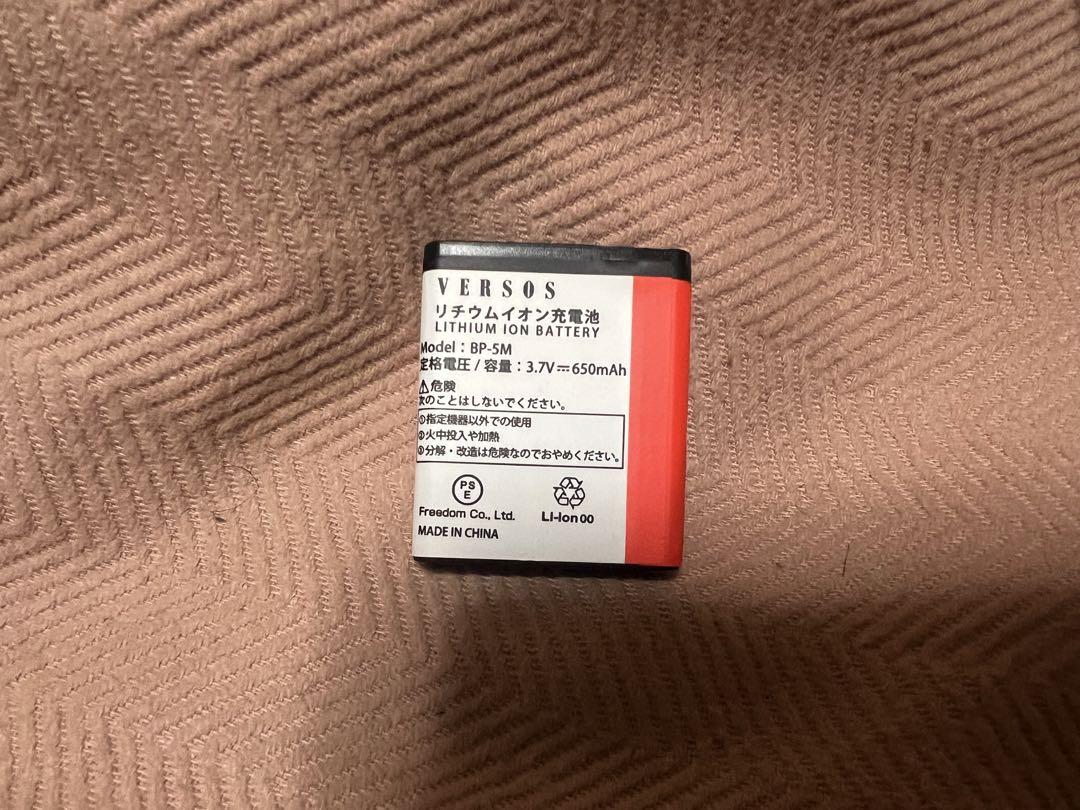 VERSOS
リチウムイオン充電池
LITHIUM ION BATTERY
Model：BP-5M
定格電圧/容量：3.7V⎓650mAh
⚠危険
次のことはしないでください。
①指定機器以外での使用
②火中投入や加熱
③分解・改造は危険なのでおやめください。
PS
E
Freedom Co., Ltd.
Li-Ion 00
MADE IN CHINA